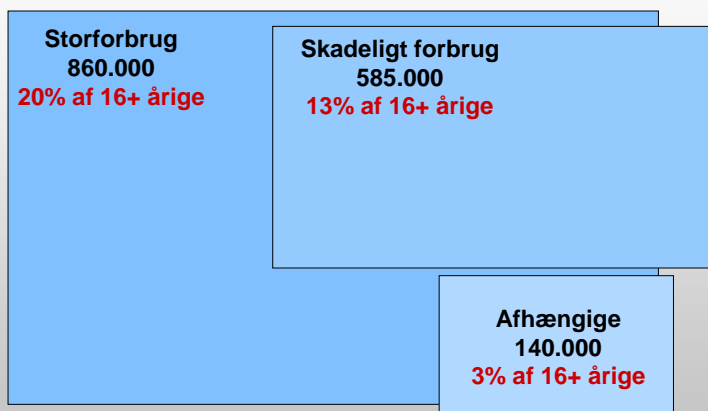 Storforbrug
860.000
20% af 16+ årige
Skadeligt forbrug
585.000
13% af 16+ årige
Afhængige
140.000
3% af 16+ årige